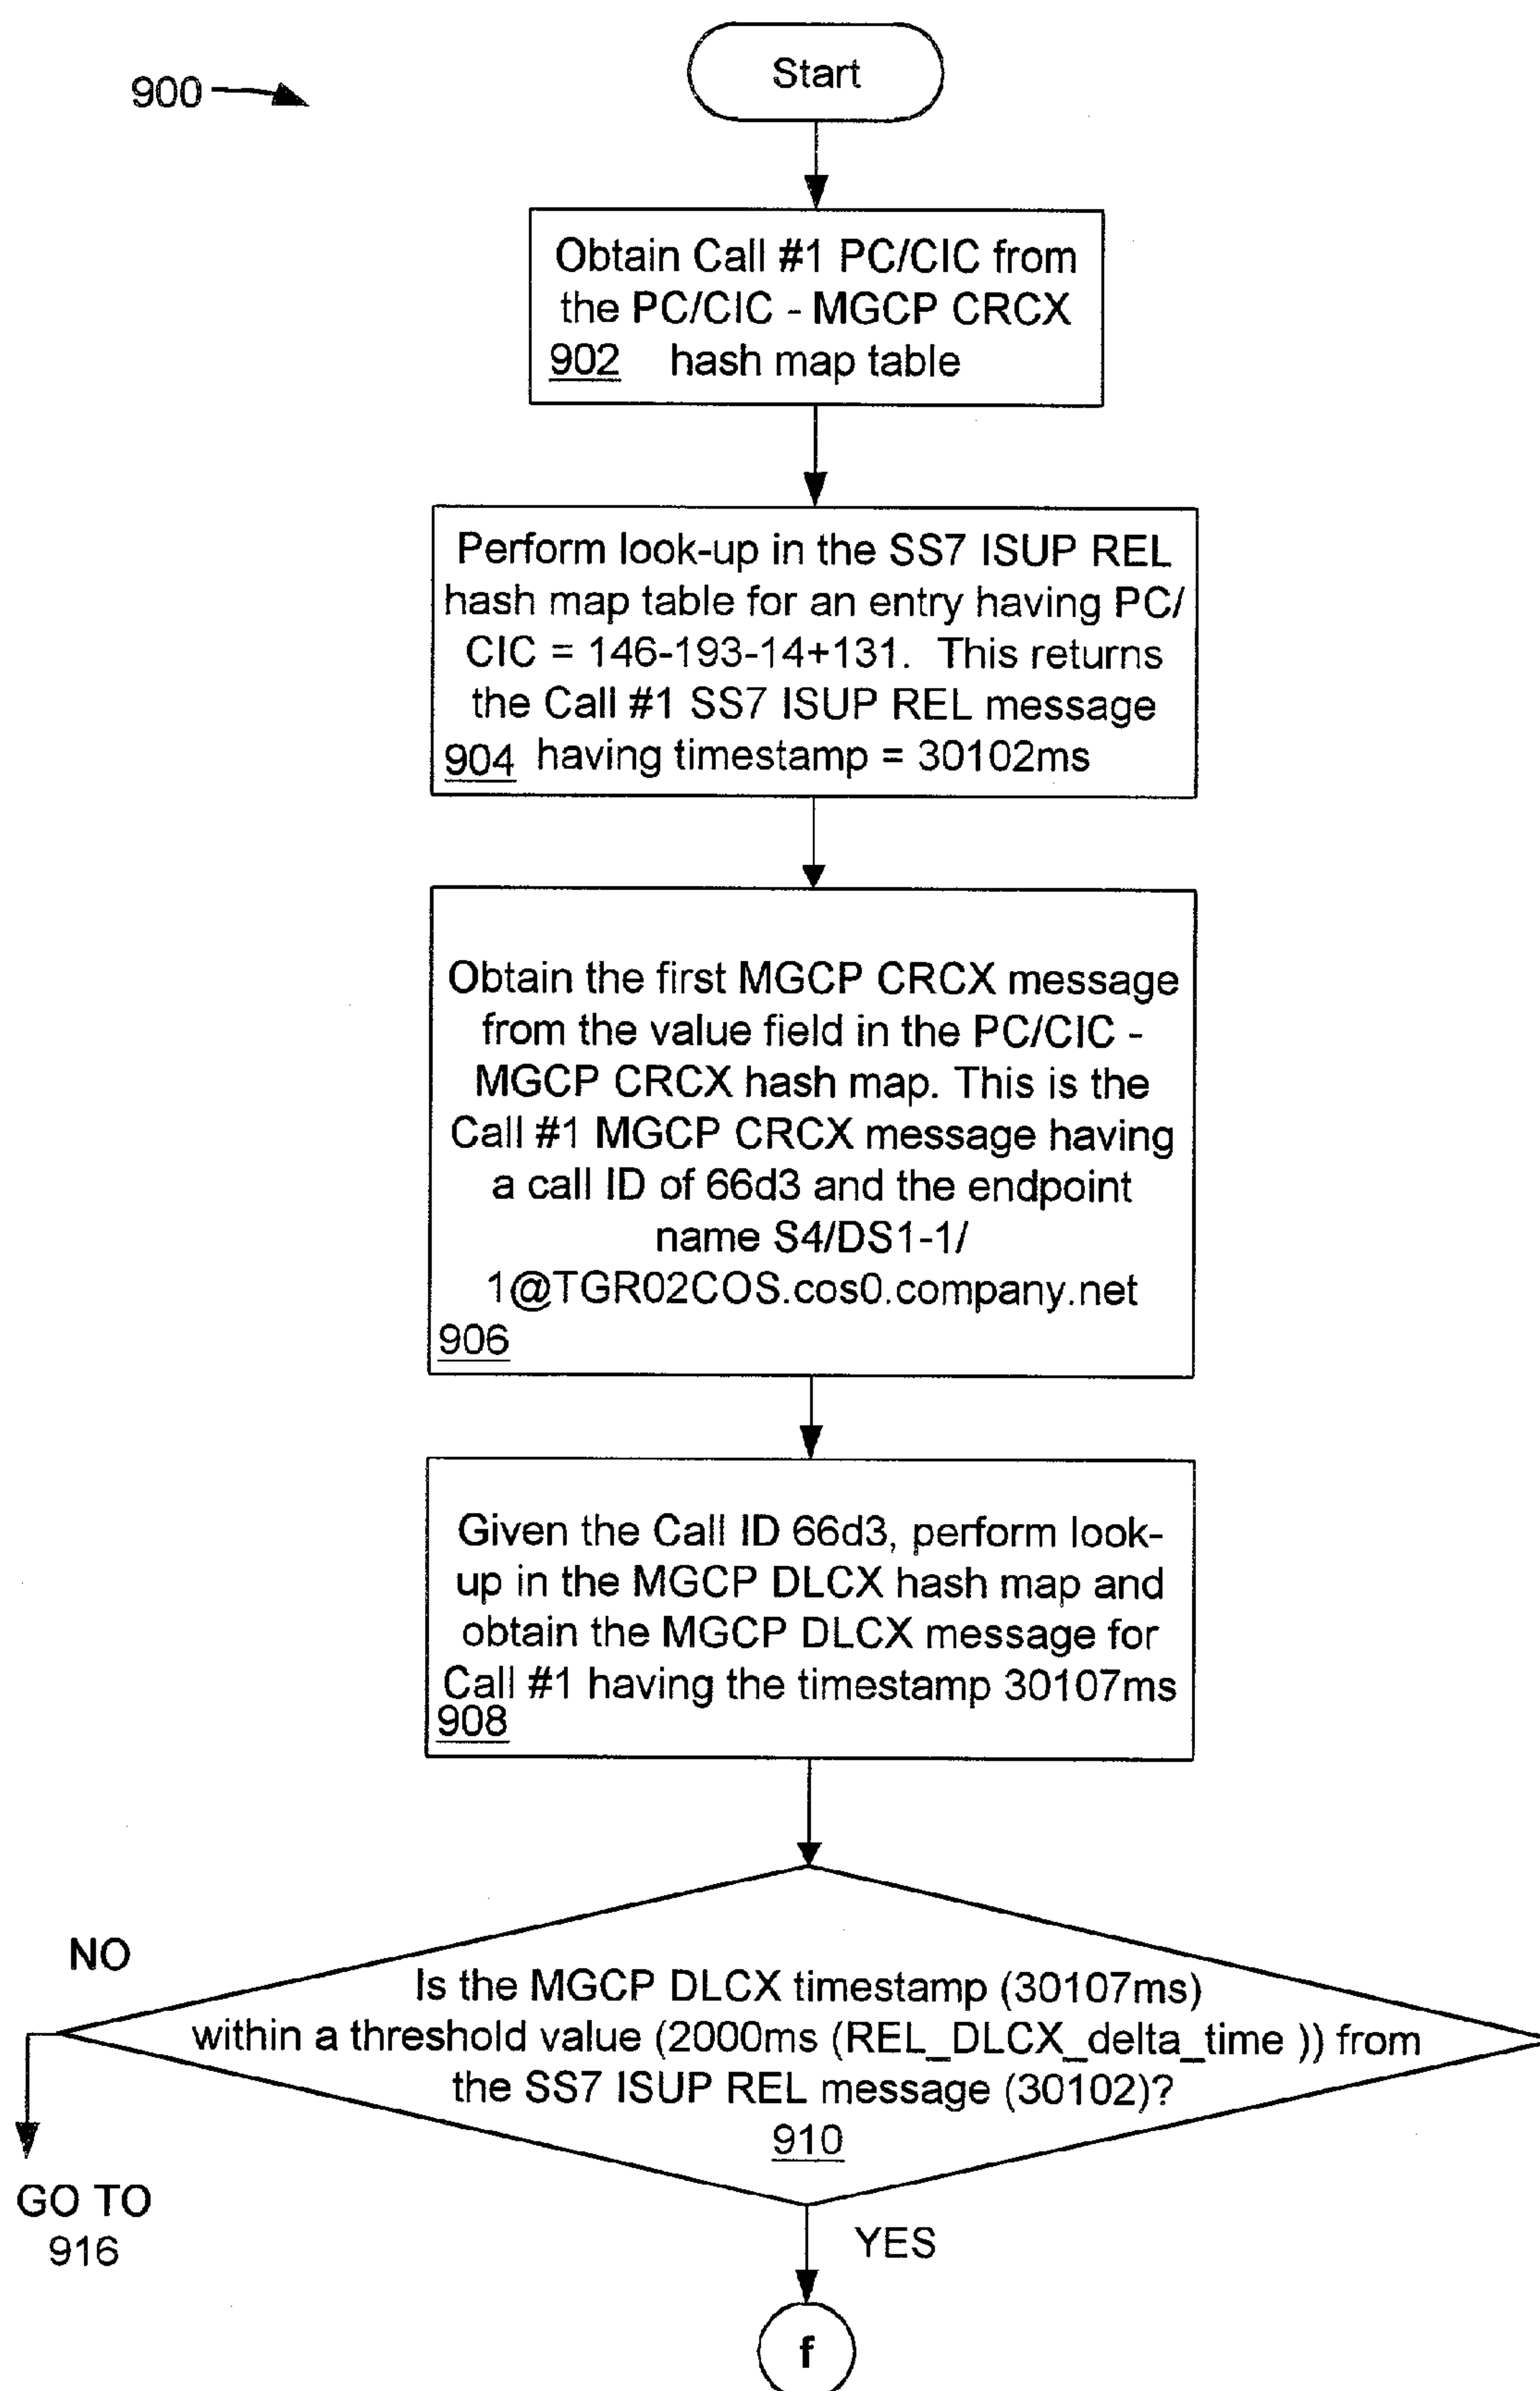 900
Start
Obtain Call #1 PC/CIC from
the PC/CIC - MGCP CRCX
902 hash map table
Perform look-up in the SS7 ISUP REL
hash map table for an entry having PC/
CIC = 146-193-14+131. This returns
the Call #1 SS7 ISUP REL message
904 having timestamp = 30102ms
Obtain the first MGCP CRCX message
from the value field in the PC/CIC -
MGCP CRCX hash map. This is the
Call #1 MGCP CRCX message having
a call ID of 66d3 and the endpoint
name S4/DS1-1/
1@TGR02COS.cos0.company.net
906
Given the Call ID 66d3, perform look-
up in the MGCP DLCX hash map and
obtain the MGCP DLCX message for
Call #1 having the timestamp 30107ms
908
NO
Is the MGCP DLCX timestamp (30107ms)
within a threshold value (2000ms (REL_DLCX_delta_time )) from
the SS7 ISUP REL message (30102)?
910
GO TO
916
YES
f